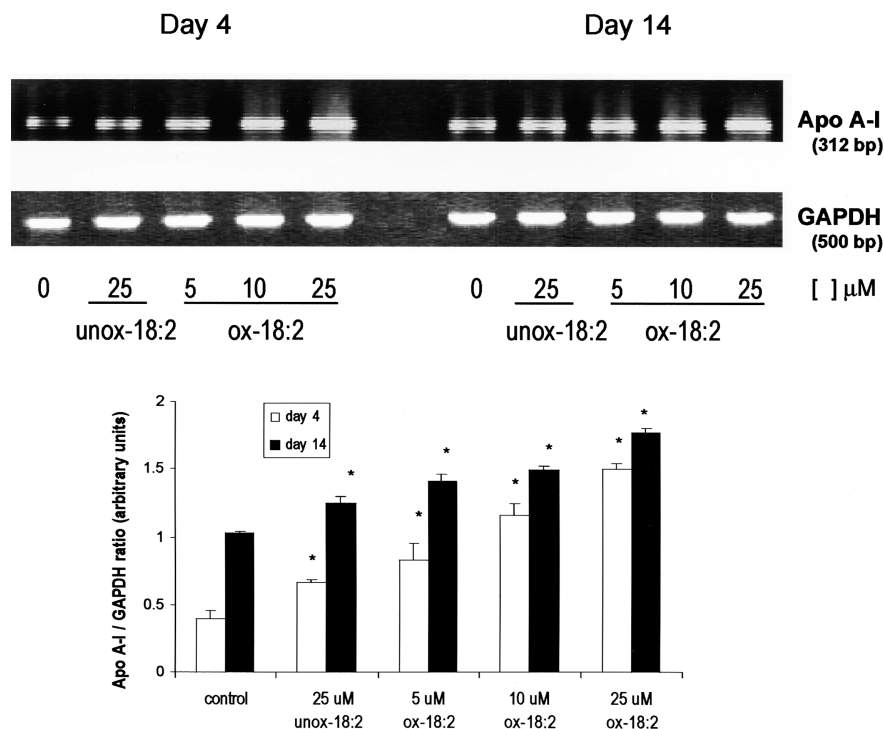 Day 4 Day 14
Apo A-I
(312 bp)
GAPDH
(500 bp)
0 25 5 10 25 0 25 5 10 25 [ ] μM
unox-18:2 ox-18:2 unox-18:2 ox-18:2
Apo A-I / GAPDH ratio (arbitrary units)
2
1.5
1
0.5
0
day 4
day 14
* * * * * * * *
control 25 uM 5 uM 10 uM 25 uM
unox-18:2 ox-18:2 ox-18:2 ox-18:2